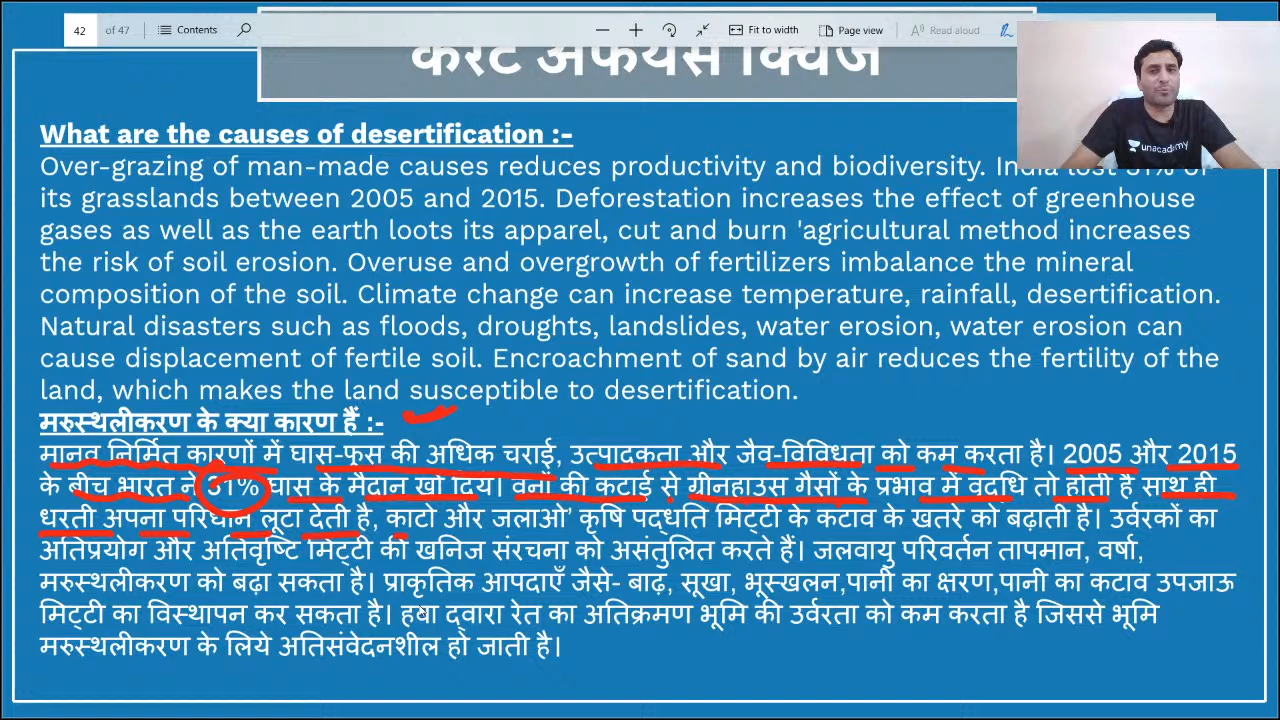 42 of 47 Contents Fit to width Page view Read aloud
करंट अफेयर्स क्विज
unacademy
What are the causes of desertification :-
Over-grazing of man-made causes reduces productivity and biodiversity. India lost 31% of
its grasslands between 2005 and 2015. Deforestation increases the effect of greenhouse
gases as well as the earth loots its apparel, cut and burn 'agricultural method increases
the risk of soil erosion. Overuse and overgrowth of fertilizers imbalance the mineral
composition of the soil. Climate change can increase temperature, rainfall, desertification.
Natural disasters such as floods, droughts, landslides, water erosion, water erosion can
cause displacement of fertile soil. Encroachment of sand by air reduces the fertility of the
land, which makes the land susceptible to desertification.
मरुस्थलीकरण के क्या कारण हैं :-
मानव निर्मित कारणों में घास-फूस की अधिक चराई, उत्पादकता और जैव-विविधता को कम करता है। 2005 और 2015
के बीच भारत ने 31% घास के मैदान खो दिये। वनों की कटाई से ग्रीनहाउस गैसों के प्रभाव में वृद्धि तो होती है साथ ही
धरती अपना परिधान लूटा देती है, काटो और जलाओ’ कृषि पद्धति मिट्टी के कटाव के खतरे को बढ़ाती है। उर्वरकों का
अतिप्रयोग और अतिवृष्टि मिट्टी की खनिज संरचना को असंतुलित करते हैं। जलवायु परिवर्तन तापमान, वर्षा,
मरुस्थलीकरण को बढ़ा सकता है। प्राकृतिक आपदाएँ जैसे- बाढ़, सूखा, भूस्खलन,पानी का क्षरण,पानी का कटाव उपजाऊ
मिट्टी का विस्थापन कर सकता है। हवा द्वारा रेत का अतिक्रमण भूमि की उर्वरता को कम करता है जिससे भूमि
मरुस्थलीकरण के लिये अतिसंवेदनशील हो जाती है।